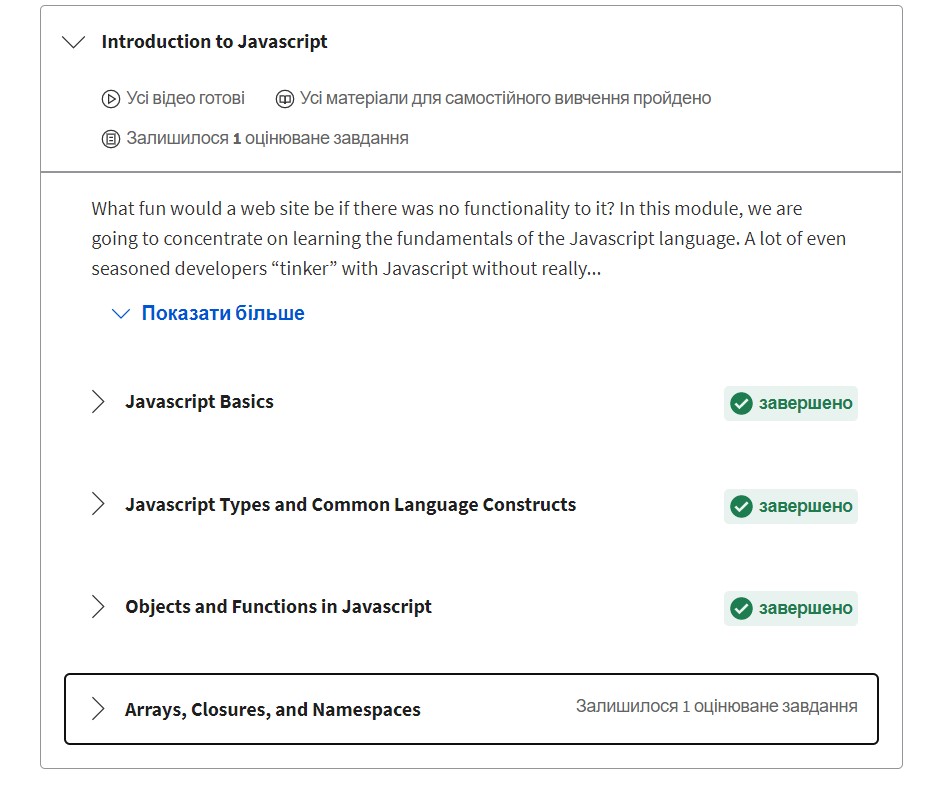 Introduction to Javascript
Усі відео готові Усі матеріали для самостійного вивчення пройдено
Залишилося 1 оцінюване завдання
What fun would a web site be if there was no functionality to it? In this module, we are
going to concentrate on learning the fundamentals of the Javascript language. A lot of even
seasoned developers “tinker” with Javascript without really...
Показати більше
Javascript Basics завершено
Javascript Types and Common Language Constructs завершено
Objects and Functions in Javascript завершено
Arrays, Closures, and Namespaces Залишилося 1 оцінюване завдання